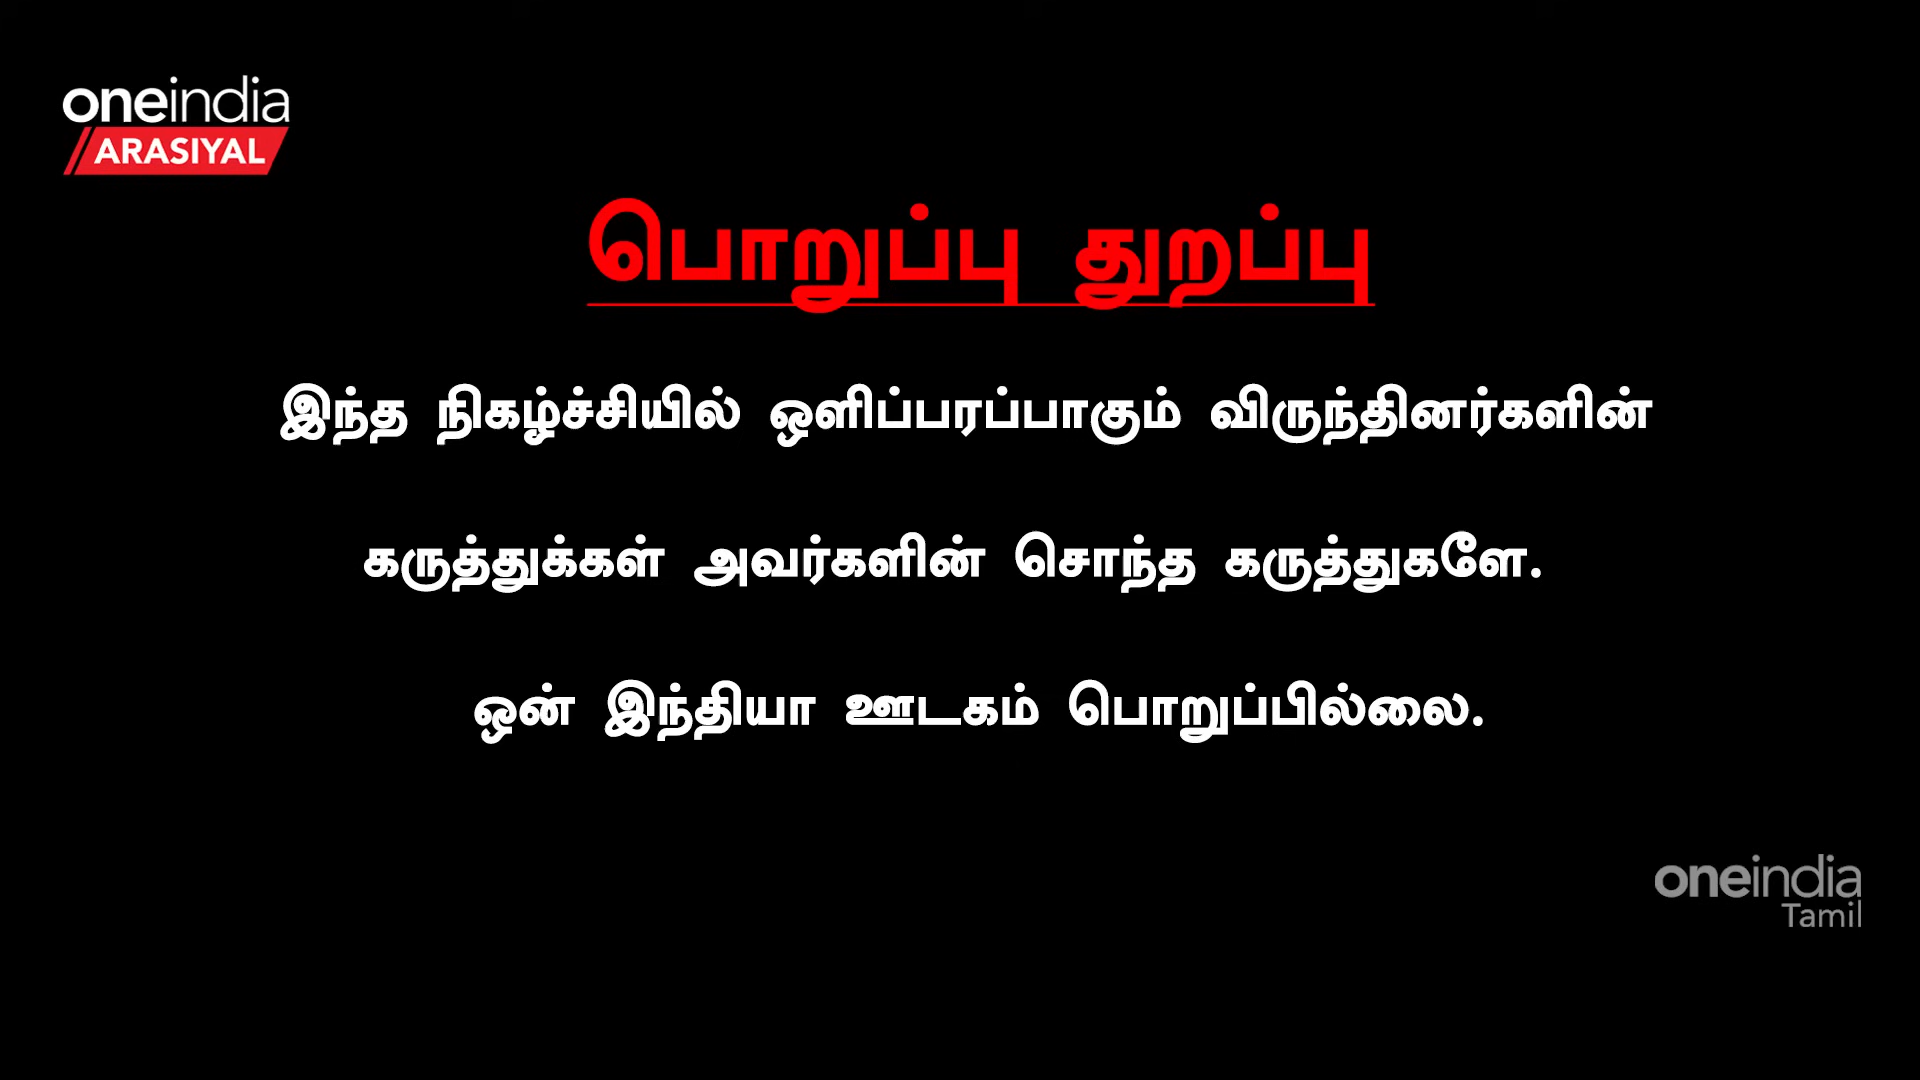 oneindia
ARASIYAL
பொறுப்பு துறப்பு
இந்த நிகழ்ச்சியில் ஒளிப்பரப்பாகும் விருந்தினர்களின்
கருத்துக்கள் அவர்களின் சொந்த கருத்துகளே.
ஒன் இந்தியா ஊடகம் பொறுப்பில்லை.
oneindia
Tamil